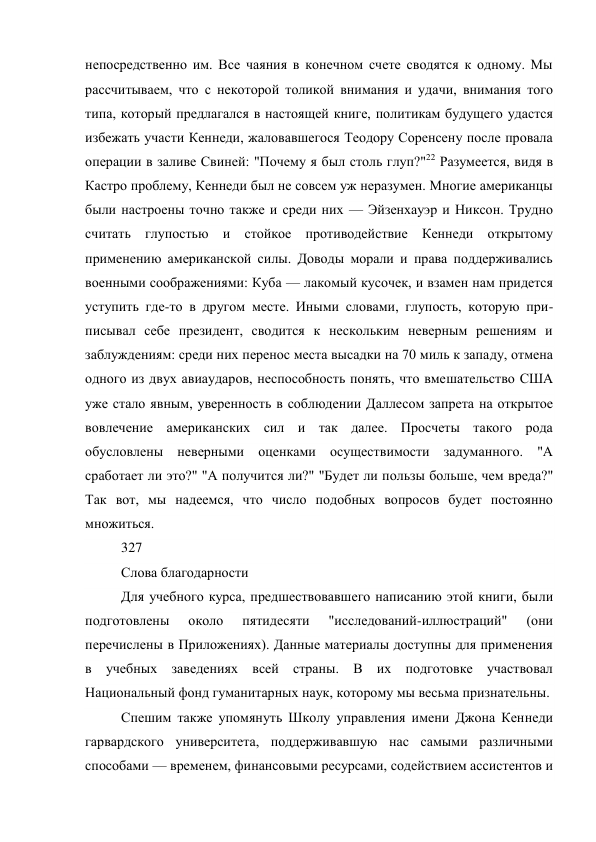 непосредственно им. Все чаяния в конечном счете сводятся к одному. Мы
рассчитываем, что с некоторой толикой внимания и удачи, внимания того
типа, который предлагался в настоящей книге, политикам будущего удастся
избежать участи Кеннеди, жаловавшегося Теодору Соренсену после провала
операции в заливе Свиней: "Почему я был столь глуп?"22 Разумеется, видя в
Кастро проблему, Кеннеди был не совсем уж неразумен. Многие американцы
были настроены точно также и среди них — Эйзенхауэр и Никсон. Трудно
считать глупостью и стойкое противодействие Кеннеди открытому
применению американской силы. Доводы морали и права поддерживались
военными соображениями: Куба — лакомый кусочек, и взамен нам придется
уступить где-то в другом месте. Иными словами, глупость, которую при-
писывал себе президент, сводится к нескольким неверным решениям и
заблуждениям: среди них перенос места высадки на 70 миль к западу, отмена
одного из двух авиаударов, неспособность понять, что вмешательство США
уже стало явным, уверенность в соблюдении Даллесом запрета на открытое
вовлечение американских сил и так далее. Просчеты такого рода
обусловлены неверными оценками осуществимости задуманного. "А
сработает ли это?" "А получится ли?" "Будет ли пользы больше, чем вреда?"
Так вот, мы надеемся, что число подобных вопросов будет постоянно
множиться.
327
Слова благодарности
Для учебного курса, предшествовавшего написанию этой книги, были
подготовлены около пятидесяти "исследований-иллюстраций" (они
перечислены в Приложениях). Данные материалы доступны для применения
в учебных заведениях всей страны. В их подготовке участвовал
Национальный фонд гуманитарных наук, которому мы весьма признательны.
Спешим также упомянуть Школу управления имени Джона Кеннеди
гарвардского университета, поддерживавшую нас самыми различными
способами — временем, финансовыми ресурсами, содействием ассистентов и